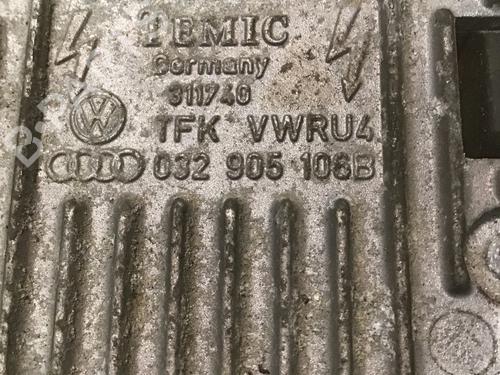 TEMIC
Germany
311740
TFK VWRU4
032 905 106B